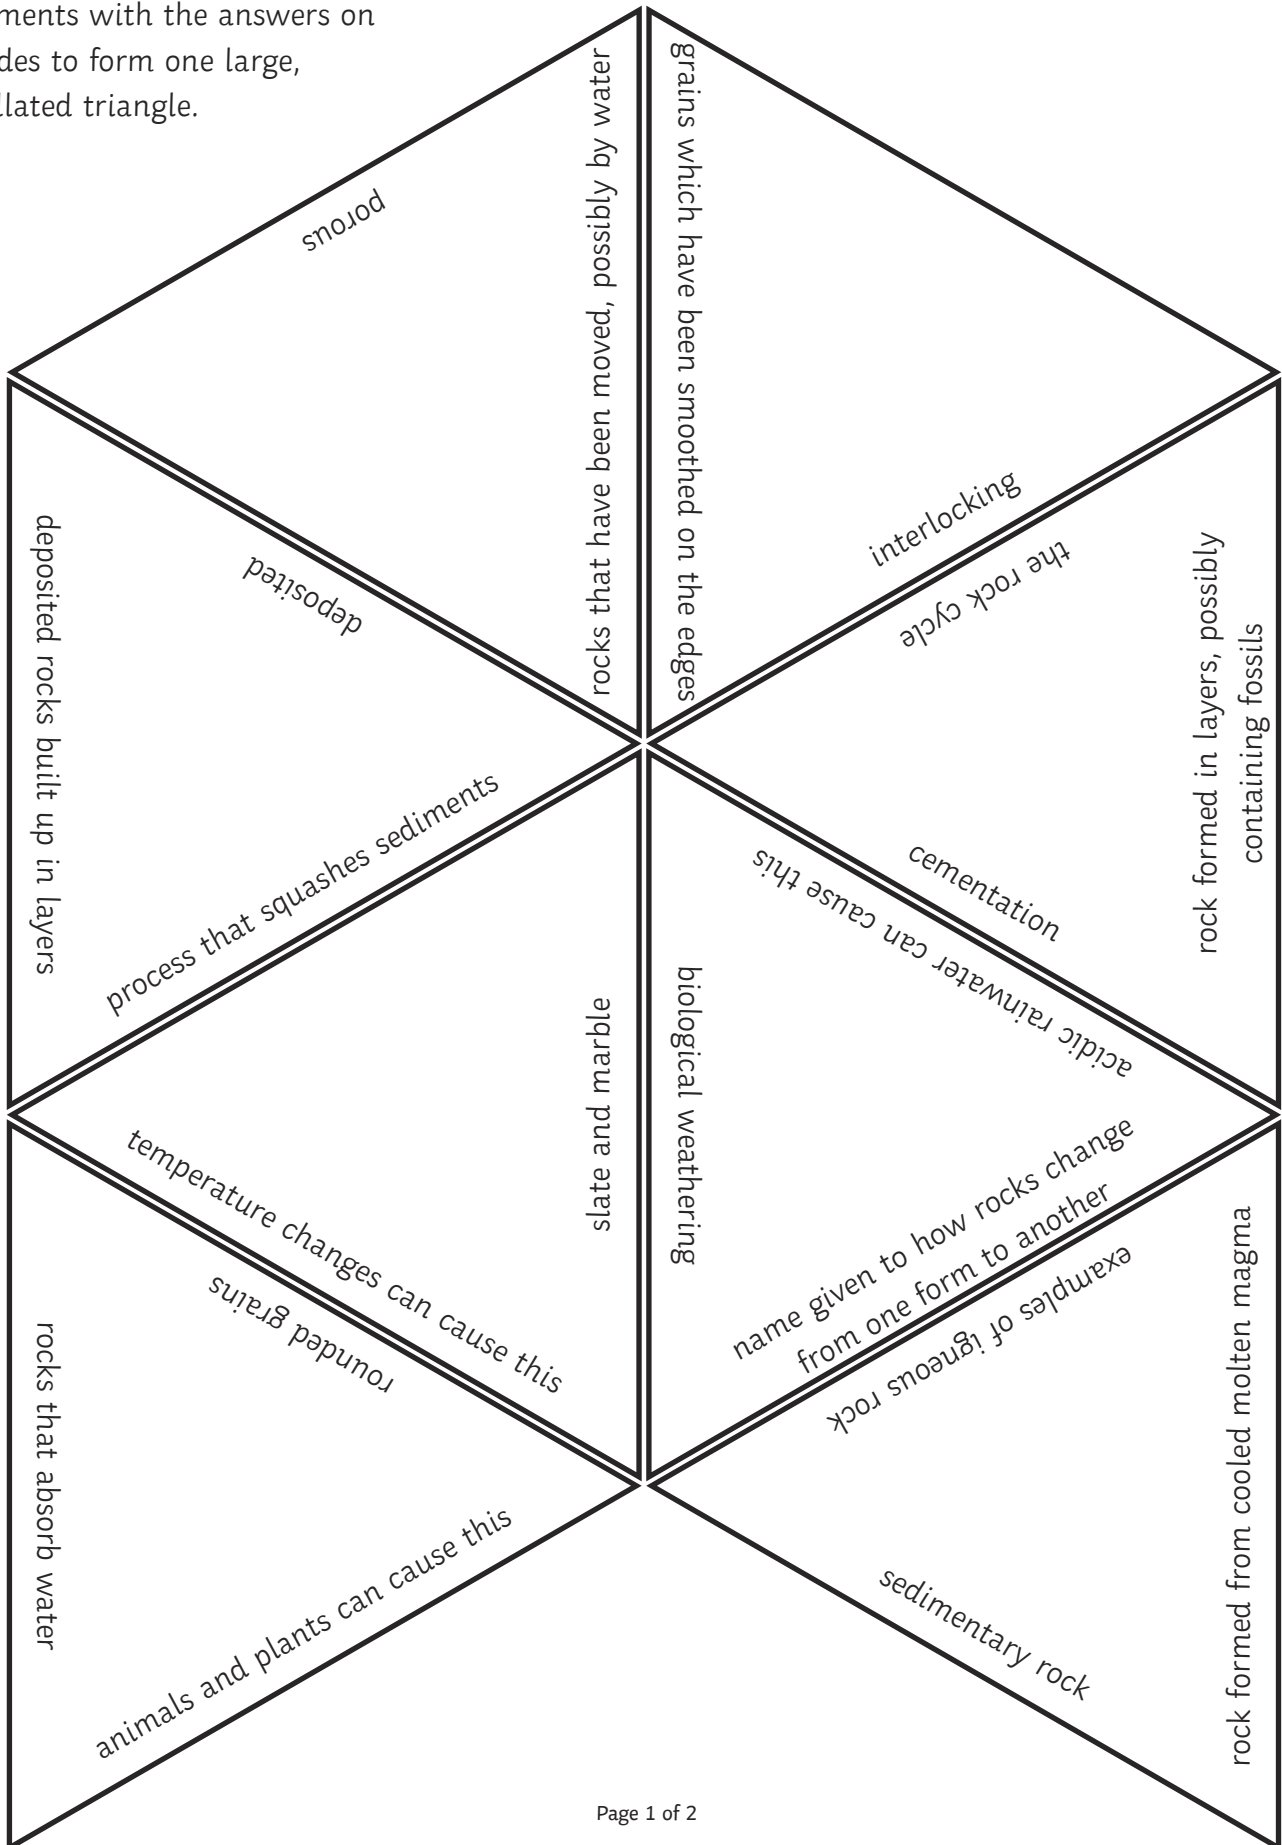 ments with the answers on
des to form one large,
llated triangle.
porous
rocks that have been moved, possibly by water
deposited
grains which have been smoothed on the edges
interlocking
deposited rocks built up in layers
process that squashes sediments
the rock cycle
rock formed in layers, possibly
containing fossils
cementation
slate and marble
temperature changes can cause this
biological weathering
acidic rainwater can cause this
name given to how rocks change
from one form to another
rounded grains
rocks that absorb water
animals and plants can cause this
examples of igneous rock
rock formed from cooled molten magma
sedimentary rock
Page 1 of 2